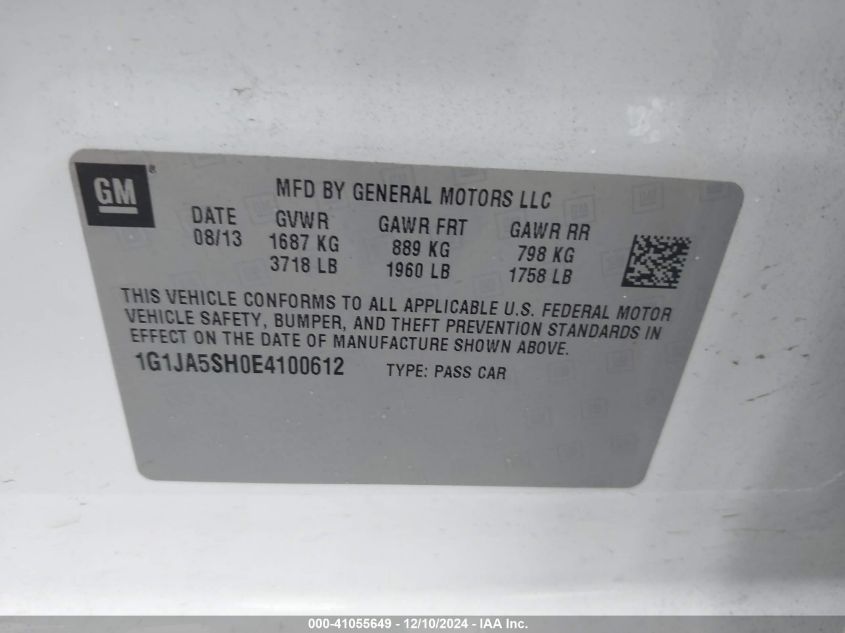 GM®
MFD BY GENERAL MOTORS LLC
DATE GVWR GAWR FRT GAWR RR
08/13 1687 KG 889 KG 798 KG
3718 LB 1960 LB 1758 LB
THIS VEHICLE CONFORMS TO ALL APPLICABLE U.S. FEDERAL MOTOR
VEHICLE SAFETY, BUMPER, AND THEFT PREVENTION STANDARDS IN
EFFECT ON THE DATE OF MANUFACTURE SHOWN ABOVE.
1G1JA5SH0E4100612 TYPE: PASS CAR
000-41055649 - 12/10/2024 - IAA Inc.